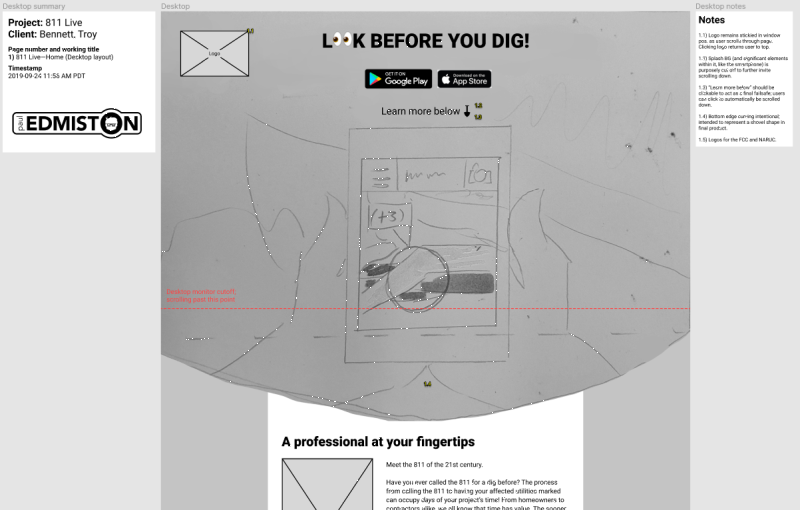 Desktop summary
Project: 811 Live
Client: Bennett, Troy
Page number and working title
1) 811 Live—Home (Desktop layout)
Timestamp
2019-09-24 11:56 AM PDT
paul
EDMISTON
Desktop
Logo
L👀K BEFORE YOU DIG!
GET IT ON
Google Play
Download on the
App Store
Learn more below
(+3)
Desktop monitor cutoff;
scrolling past this point
1.4
A professional at your fingertips
Meet the 811 of the 21st century.
Have you ever called the 811 for a dig before? The process
from calling the 811 to having your affected utilities marked
can occupy days of your project's time! From homeowners to
contractors alike, we all know that time has value. The sooner
Desktop notes
Notes
1.1) Logo remains stickied in window
pos. as user scrolls through page.
Clicking logo returns user to top.
1.?) Splash BG (and significant elements
within it, like the smartphone) is
purposely cut off to further invite
scrolling down.
1.3) "Learn more below" should be
clickable to act as a final failsafe; users
can click to automatically be scrolled
down.
1.4) Bottom edge curving intentional;
intended to represent a shovel shape in
final product.
1.5) Logos for the FCC and NARUC.